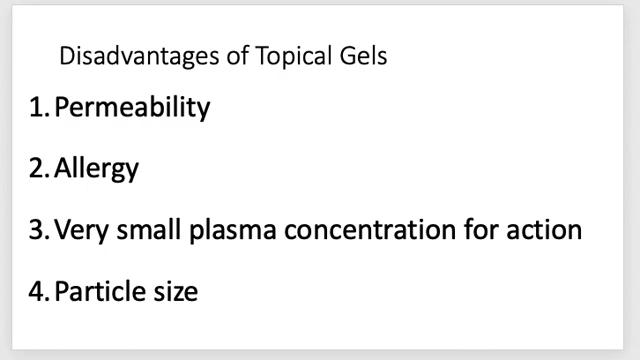 Disadvantages of Topical Gels
1. Permeability
2. Allergy
3. Very small plasma concentration for action
4. Particle size